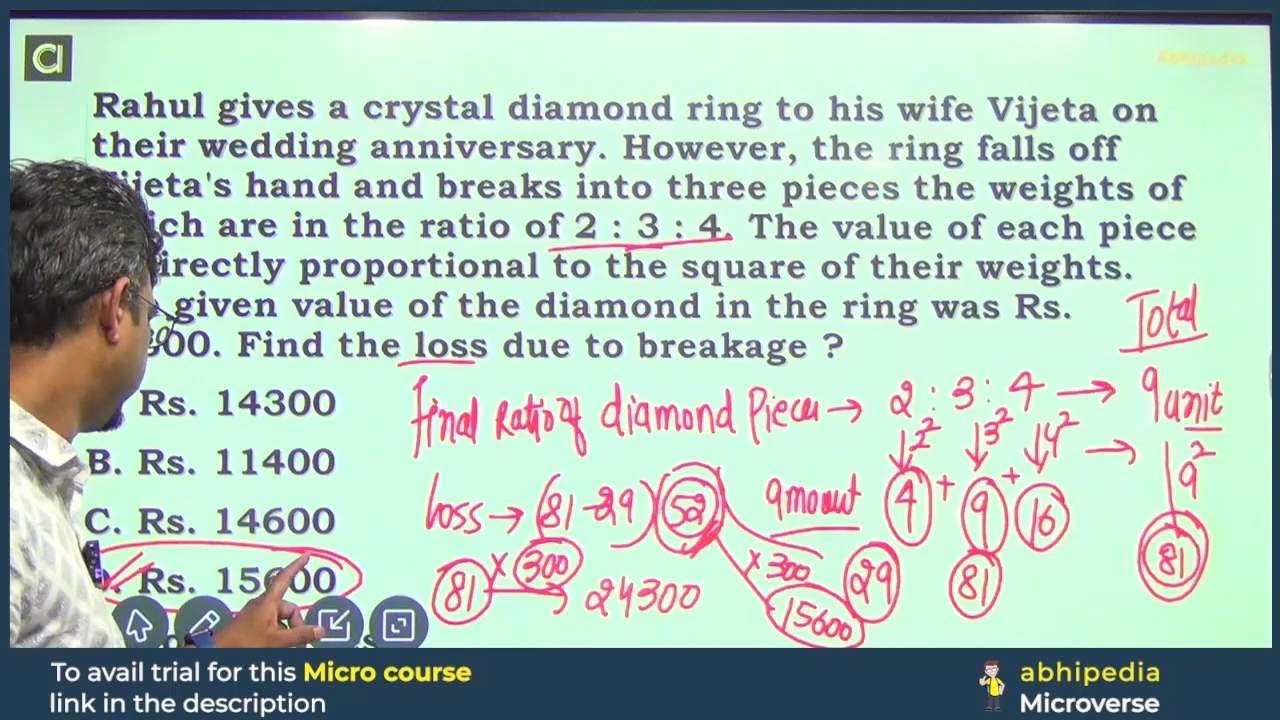 Abhipedia
Rahul gives a crystal diamond ring to his wife Vijeta on
their wedding anniversary. However, the ring falls off
Vijeta's hand and breaks into three pieces the weights of
which are in the ratio of 2 : 3 : 4. The value of each piece
directly proportional to the square of their weights.
given value of the diamond in the ring was Rs.
00. Find the loss due to breakage ?
Total
Rs. 14300
B. Rs. 11400
C. Rs. 14600
Rs. 15600
Final Ratio of diamond Pieces → 2 : 3 : 4 → 9 unit
↓2² ↓3² ↓4² → 9²
Loss → (81 - 29) 52 amount 4 + 9 + 16
81 × 300 → 24300
× 300 29 81 81
15600
To avail trial for this Micro course
link in the description
abhipedia
Microverse